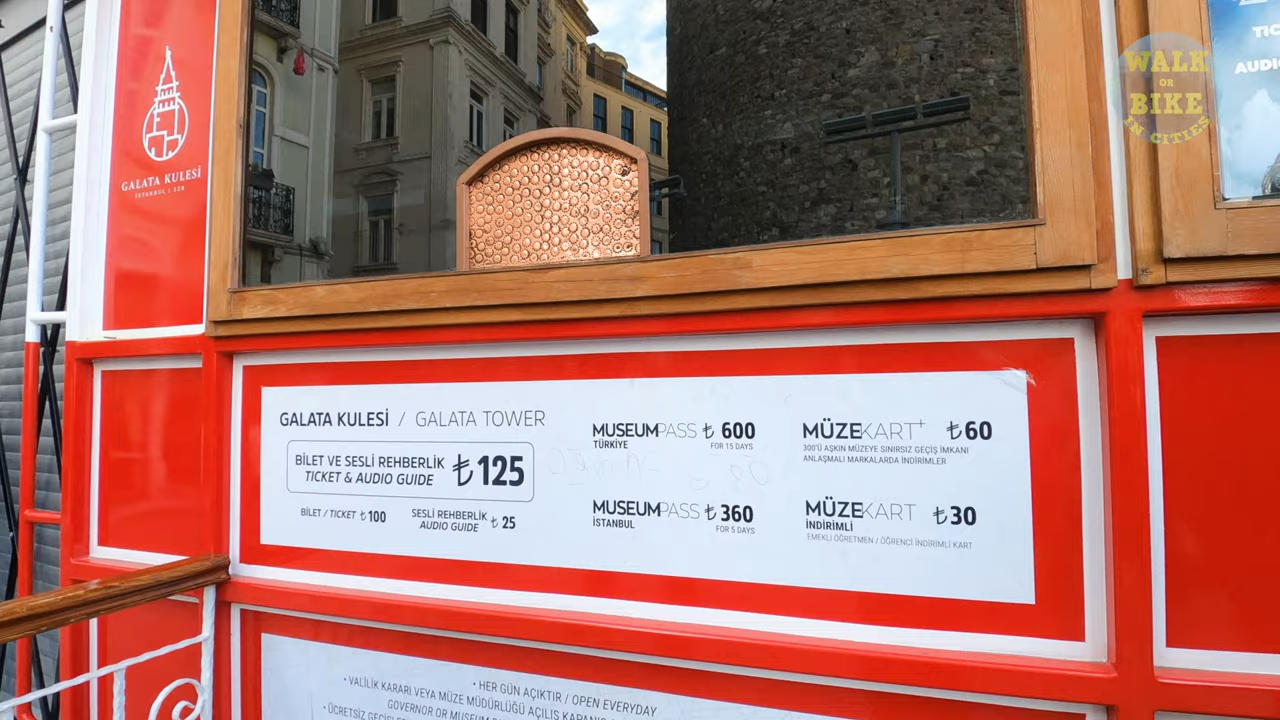 GALATA KULESİ
İSTANBUL | 528
WALK
OR
BIKE
IN CITIES
TIC
AUDIO
GALATA KULESİ / GALATA TOWER
BİLET VE SESLİ REHBERLİK
TICKET & AUDIO GUIDE
₺125
BİLET / TICKET ₺100
SESLİ REHBERLİK
AUDIO GUIDE
₺ 25
MUSEUMPASS ₺ 600
TÜRKİYE
FOR 15 DAYS
MUSEUMPASS ₺ 360
İSTANBUL
FOR 5 DAYS
MÜZEKART+ ₺60
300'Ü AŞKIN MÜZEYE SINIRSIZ GEÇİŞ İMKANI
ANLAŞMALI MARKALARDA İNDİRİMLER
MÜZEKART ₺30
İNDİRİMLİ
EMEKLİ ÖĞRETMEN / ÖĞRENCİ İNDİRİMLİ KART
• HER GÜN AÇIKTIR / OPEN EVERYDAY
• VALİLİK KARARI VEYA MÜZE MÜDÜRLÜĞÜ AÇILIŞ KAPANIŞ
GOVERNOR OR MUSEUM
• ÜCRETSİZ